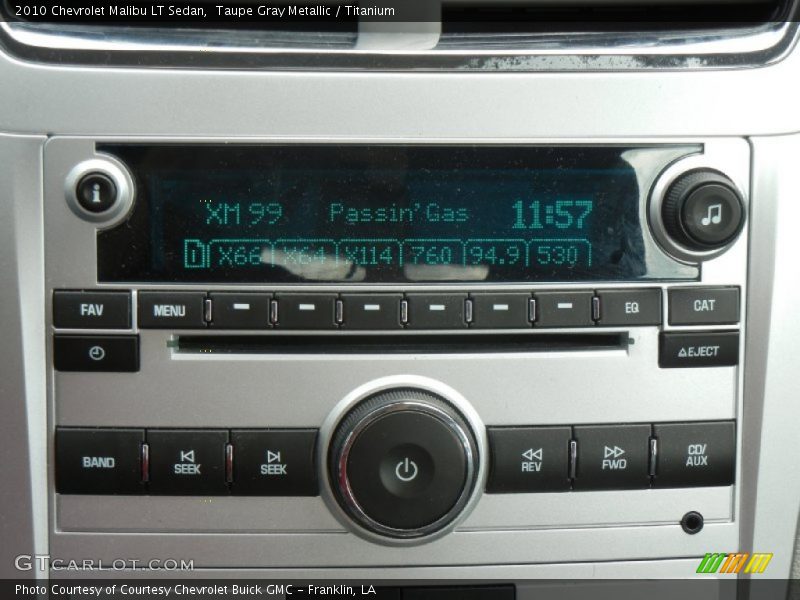 2010 Chevrolet Malibu LT Sedan,  Taupe Gray Metallic / Titanium
i
XM 99 Passin' Gas 11:57
D X66 X64 X114 760 94.9 530
FAV MENU EQ CAT
EJECT
BAND SEEK SEEK REV FWD CD/
AUX
GTCARLOT.COM
Photo Courtesy of Courtesy Chevrolet Buick GMC - Franklin, LA